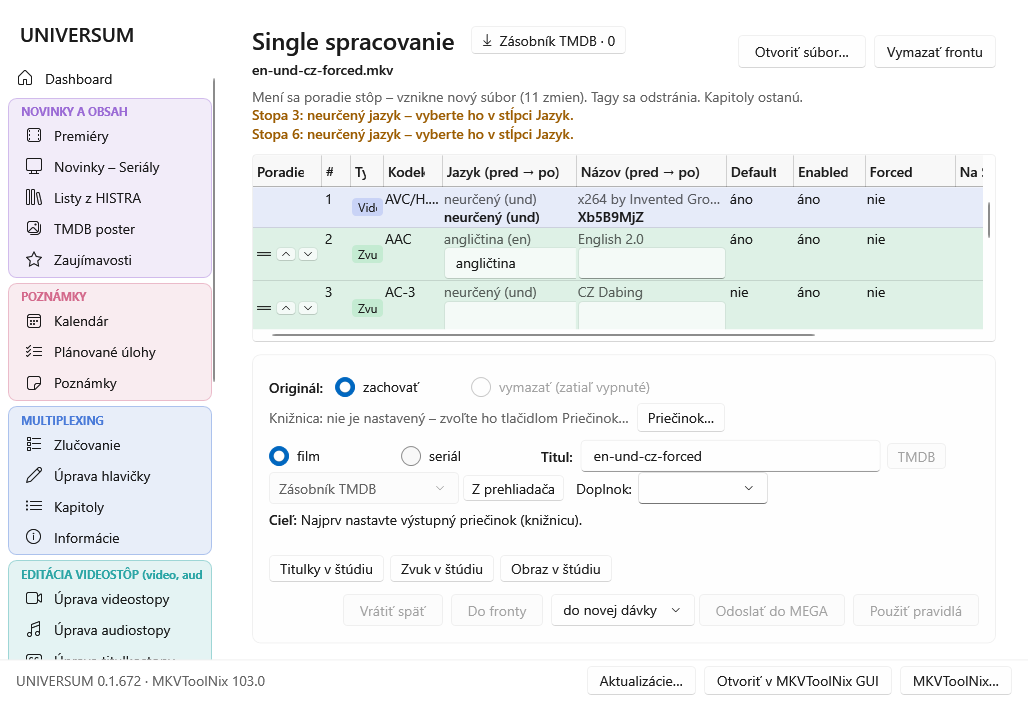 UNIVERSUM
Dashboard
NOVINKY A OBSAH
Premiéry
Novinky – Seriály
Listy z HISTRA
TMDB poster
Zaujímavosti
POZNÁMKY
Kalendár
Plánované úlohy
Poznámky
MULTIPLEXING
Zlučovanie
Úprava hlavičky
Kapitoly
Informácie
EDITÁCIA VIDEOSTÔP (video, aud
Úprava videostopy
Úprava audiostopy
Single spracovanie
Zásobník TMDB · 0
Otvoriť súbor...
Vymazať frontu
en-und-cz-forced.mkv
Mení sa poradie stôp – vznikne nový súbor (11 zmien). Tagy sa odstránia. Kapitoly ostanú.
Stopa 3: neurčený jazyk – vyberte ho v stĺpci Jazyk.
Stopa 6: neurčený jazyk – vyberte ho v stĺpci Jazyk.
Poradie # Ty Kodek Jazyk (pred → po) Názov (pred → po) Default Enabled Forced Na
1 Vid AVC/H.... neurčený (und) x264 by Invented Gro... áno áno nie
neurčený (und) Xb5B9MjZ
2 Zvu AAC angličtina (en) English 2.0 áno áno nie
angličtina
3 Zvu AC-3 neurčený (und) CZ Dabing nie áno nie
Originál: zachovať vymazať (zatiaľ vypnuté)
Knižnica: nie je nastavený – zvoľte ho tlačidlom Priečinok... Priečinok...
film seriál Titul: en-und-cz-forced TMDB
Zásobník TMDB Z prehliadača Doplnok:
Cieľ: Najprv nastavte výstupný priečinok (knižnicu).
Titulky v štúdiu Zvuk v štúdiu Obraz v štúdiu
Vrátiť späť Do fronty do novej dávky Odoslať do MEGA Použiť pravidlá
UNIVERSUM 0.1.672 · MKVToolNix 103.0
Aktualizácie... Otvoriť v MKVToolNix GUI MKVToolNix...